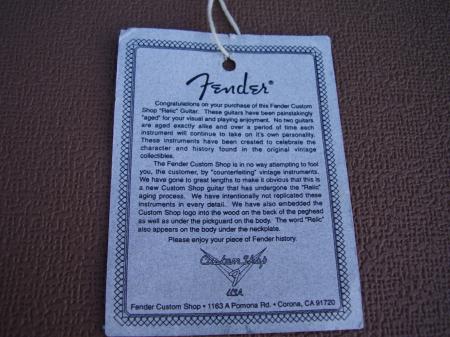 Fender®
Congratulations on your purchase of this Fender Custom
Shop "Relic" Guitar. These guitars have been painstakingly
"aged" for your visual and playing enjoyment. No two guitars
are aged exactly alike and over a period of time each
instrument will continue to take on it's own personality.
These instruments have been created to celebrate the
character and history found in the original vintage
collectibles.
The Fender Custom Shop is in no way attempting to fool
you, the customer, by "counterfeiting" vintage instruments.
We have gone to great lengths to make it obvious that this is
a new Custom Shop guitar that has undergone the "Relic"
aging process. We have intentionally not replicated these
instruments in every detail. We have also embedded the
Custom Shop logo into the wood on the back of the peghead
as well as under the pickguard on the body. The word "Relic"
also appears on the body under the neckplate.
Please enjoy your piece of Fender history.
Custom Shop
USA
Fender Custom Shop • 1163 A Pomona Rd. • Corona, CA 91720